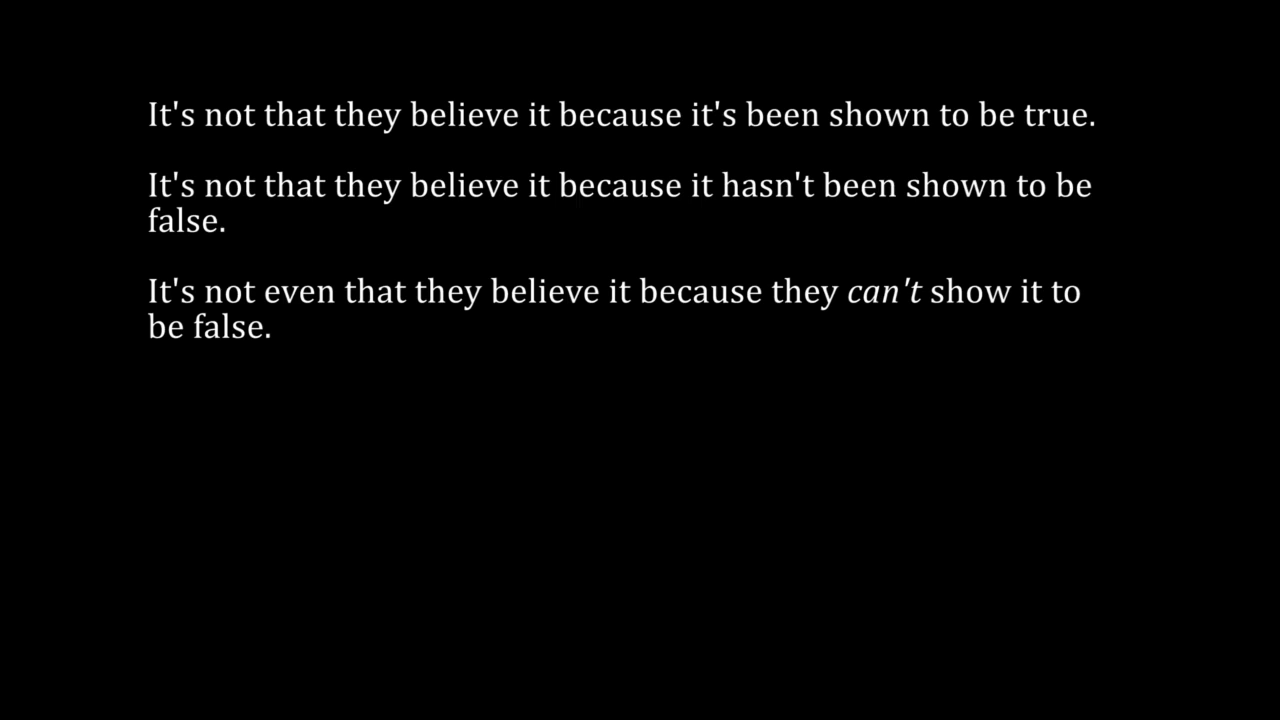 It's not that they believe it because it's been shown to be true.
It's not that they believe it because it hasn't been shown to be
false.
It's not even that they believe it because they can't show it to
be false.